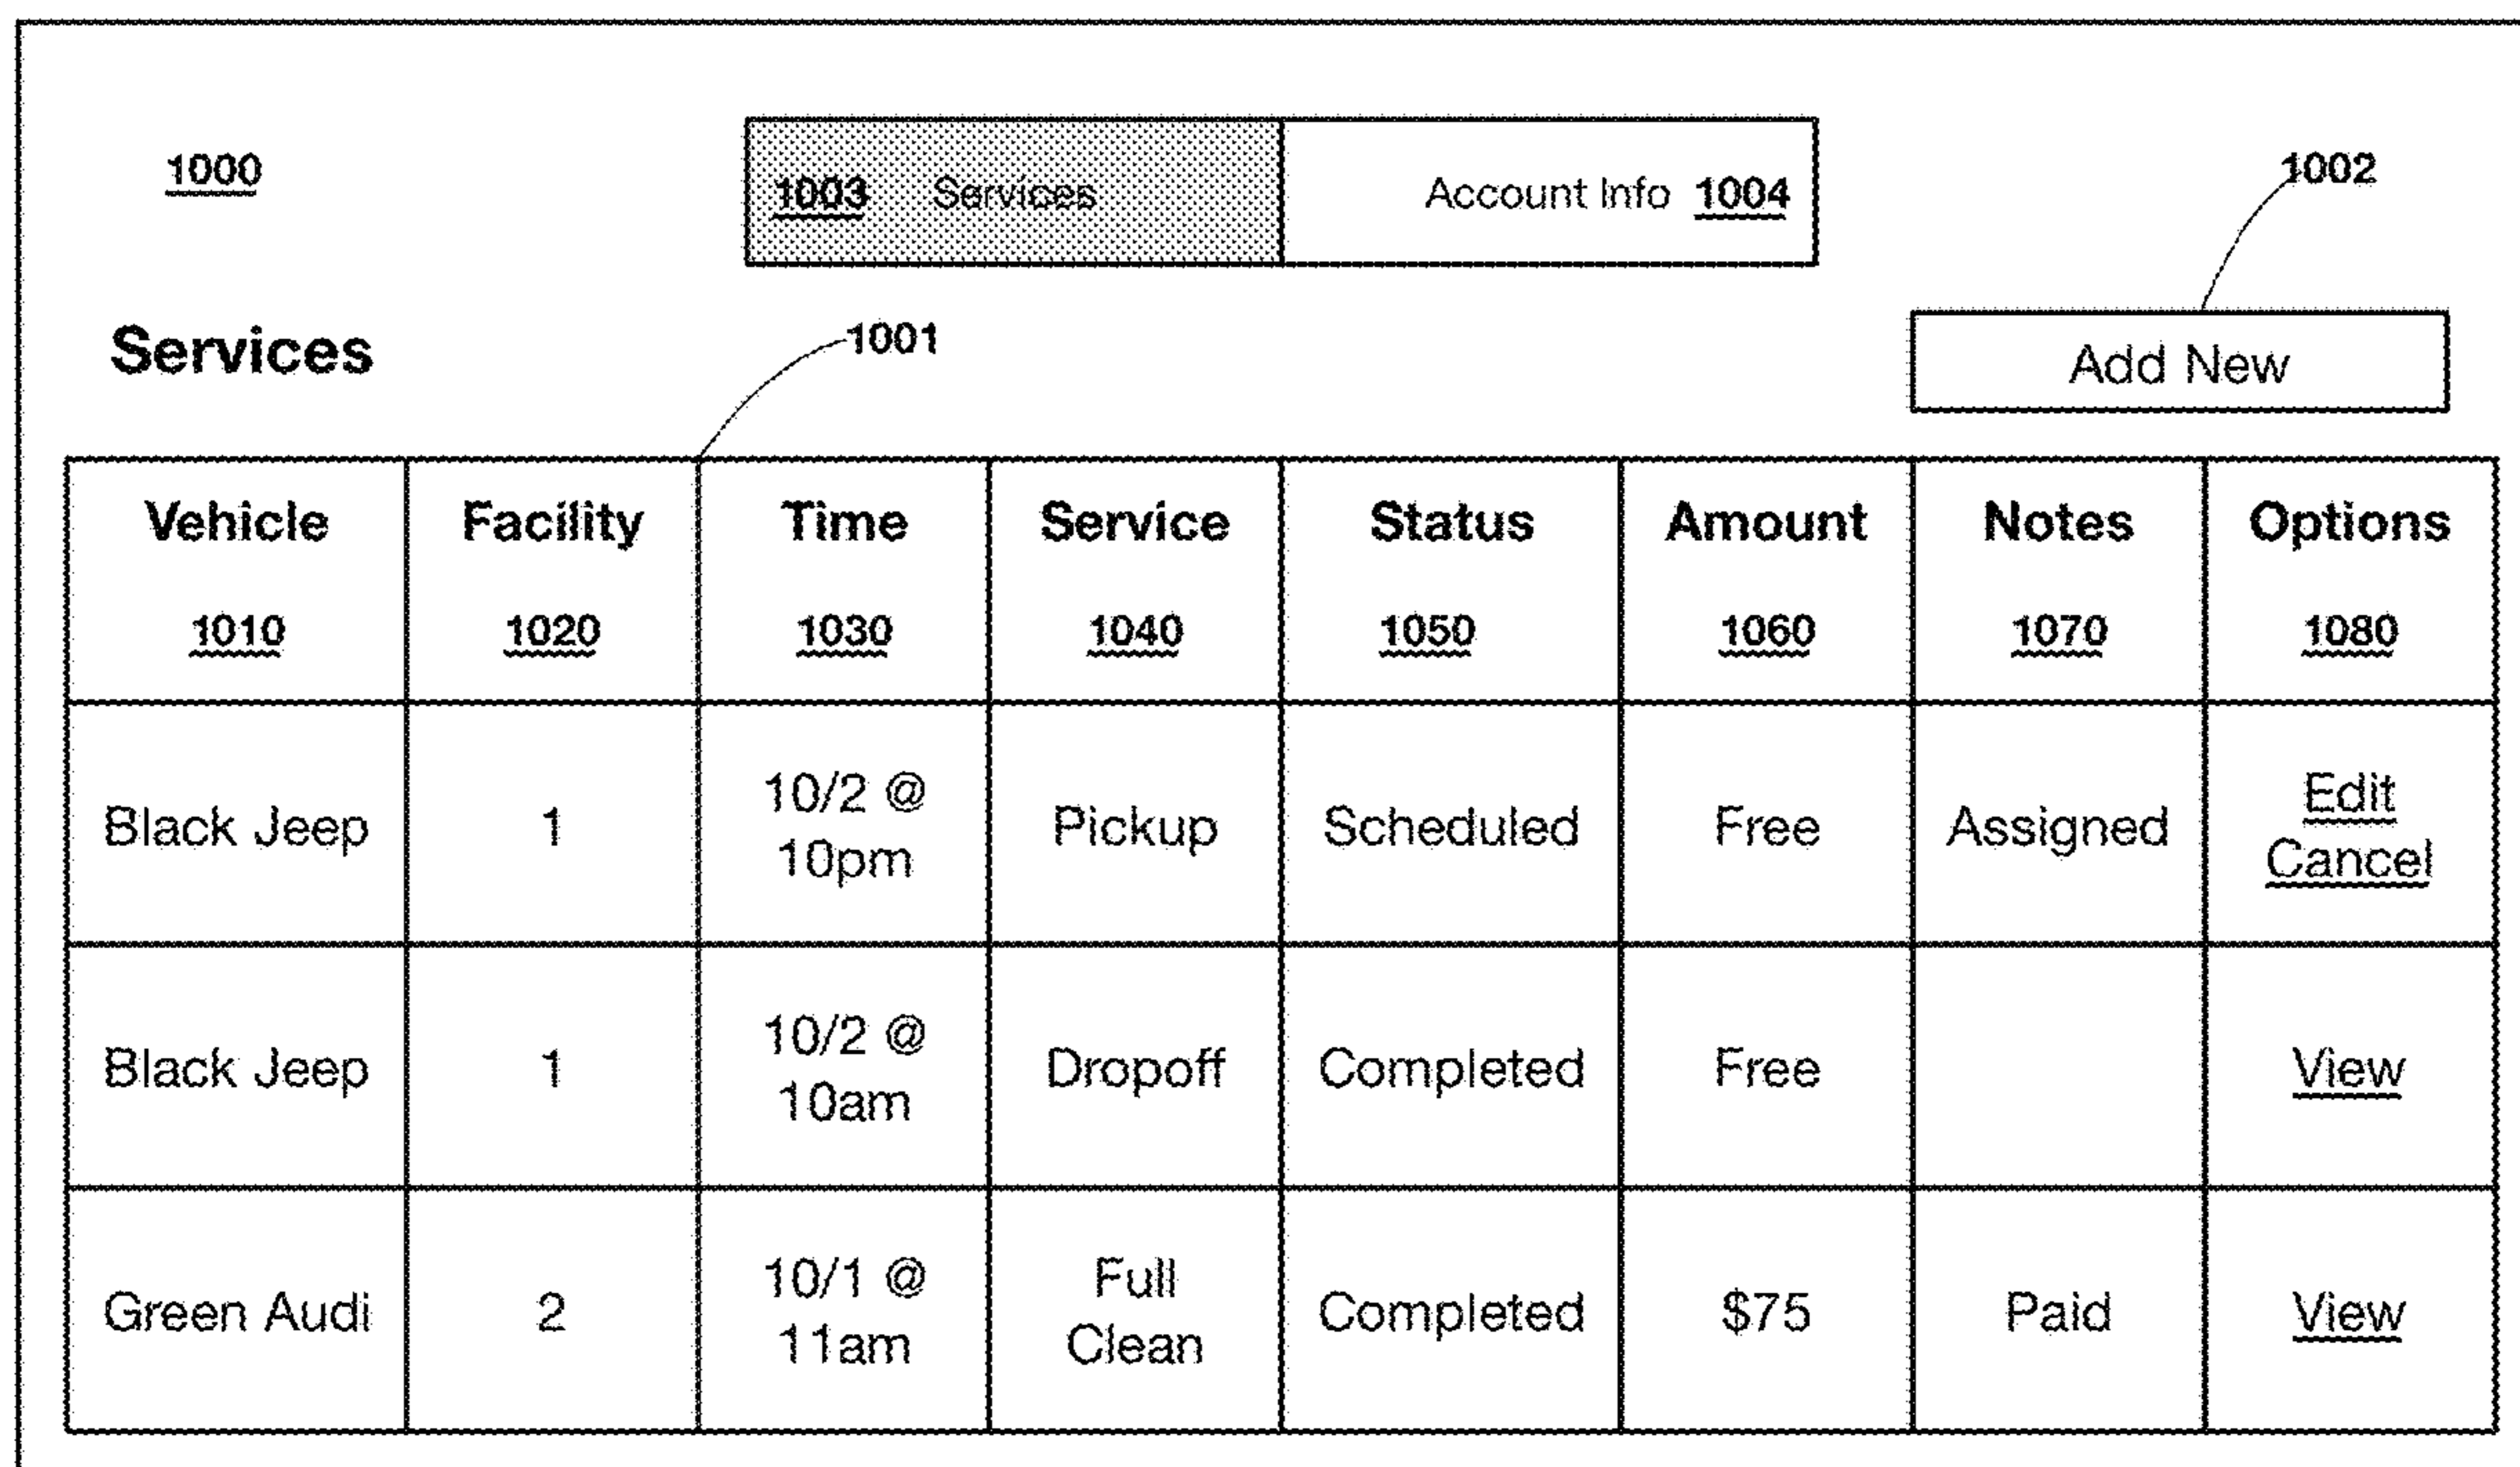 1000
1003 Services
Account Info 1004
1002
Services
1001
Add New
Vehicle Facility Time Service Status Amount Notes Options
1010 1020 1030 1040 1050 1060 1070 1080
Black Jeep 1 10/2 @ Pickup Scheduled Free Assigned Edit
10pm Cancel
Black Jeep 1 10/2 @ Dropoff Completed Free View
10am
Green Audi 2 10/1 @ Full Completed $75 Paid View
11am Clean